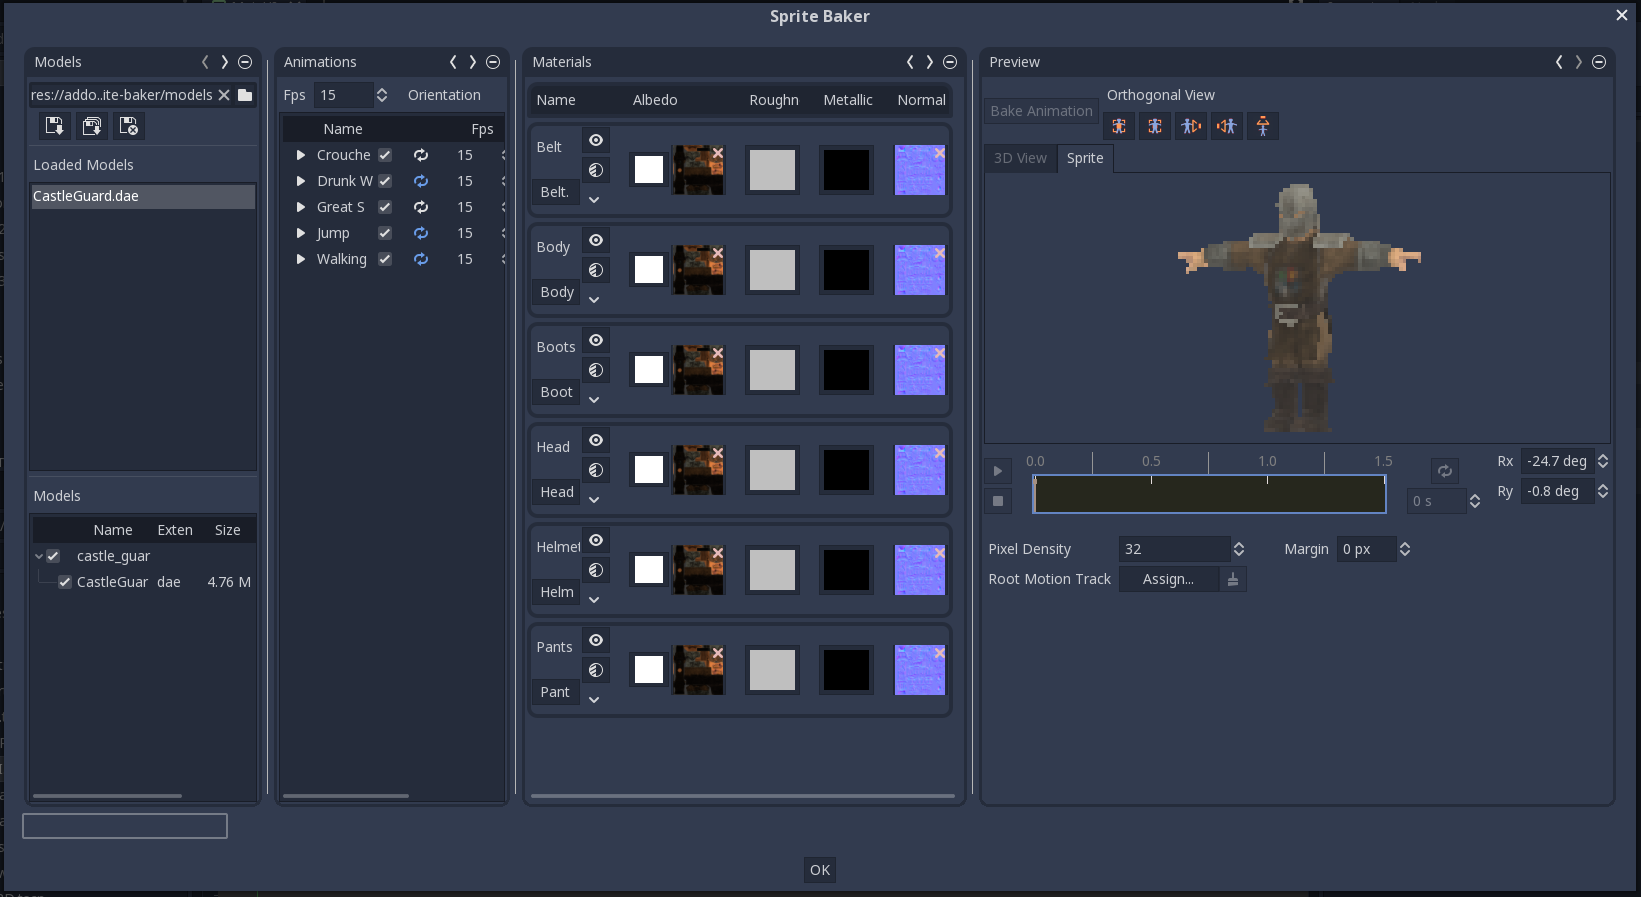 Sprite Baker
Models
res://addo..ite-baker/models
Loaded Models
CastleGuard.dae
Models
Name Exten Size
castle_guar
CastleGuar dae 4.76 M
Animations
Fps 15 Orientation
Name Fps
Crouche 15
Drunk W 15
Great S 15
Jump 15
Walking 15
Materials
Name Albedo Roughn Metallic Normal
Belt
Belt.
Body
Body
Boots
Boot
Head
Head
Helmet
Helm
Pants
Pant
Preview
Bake Animation
Orthogonal View
3D View Sprite
0.0 0.5 1.0 1.5
0 s
Rx -24.7 deg
Ry -0.8 deg
Pixel Density 32 Margin 0 px
Root Motion Track Assign...
OK